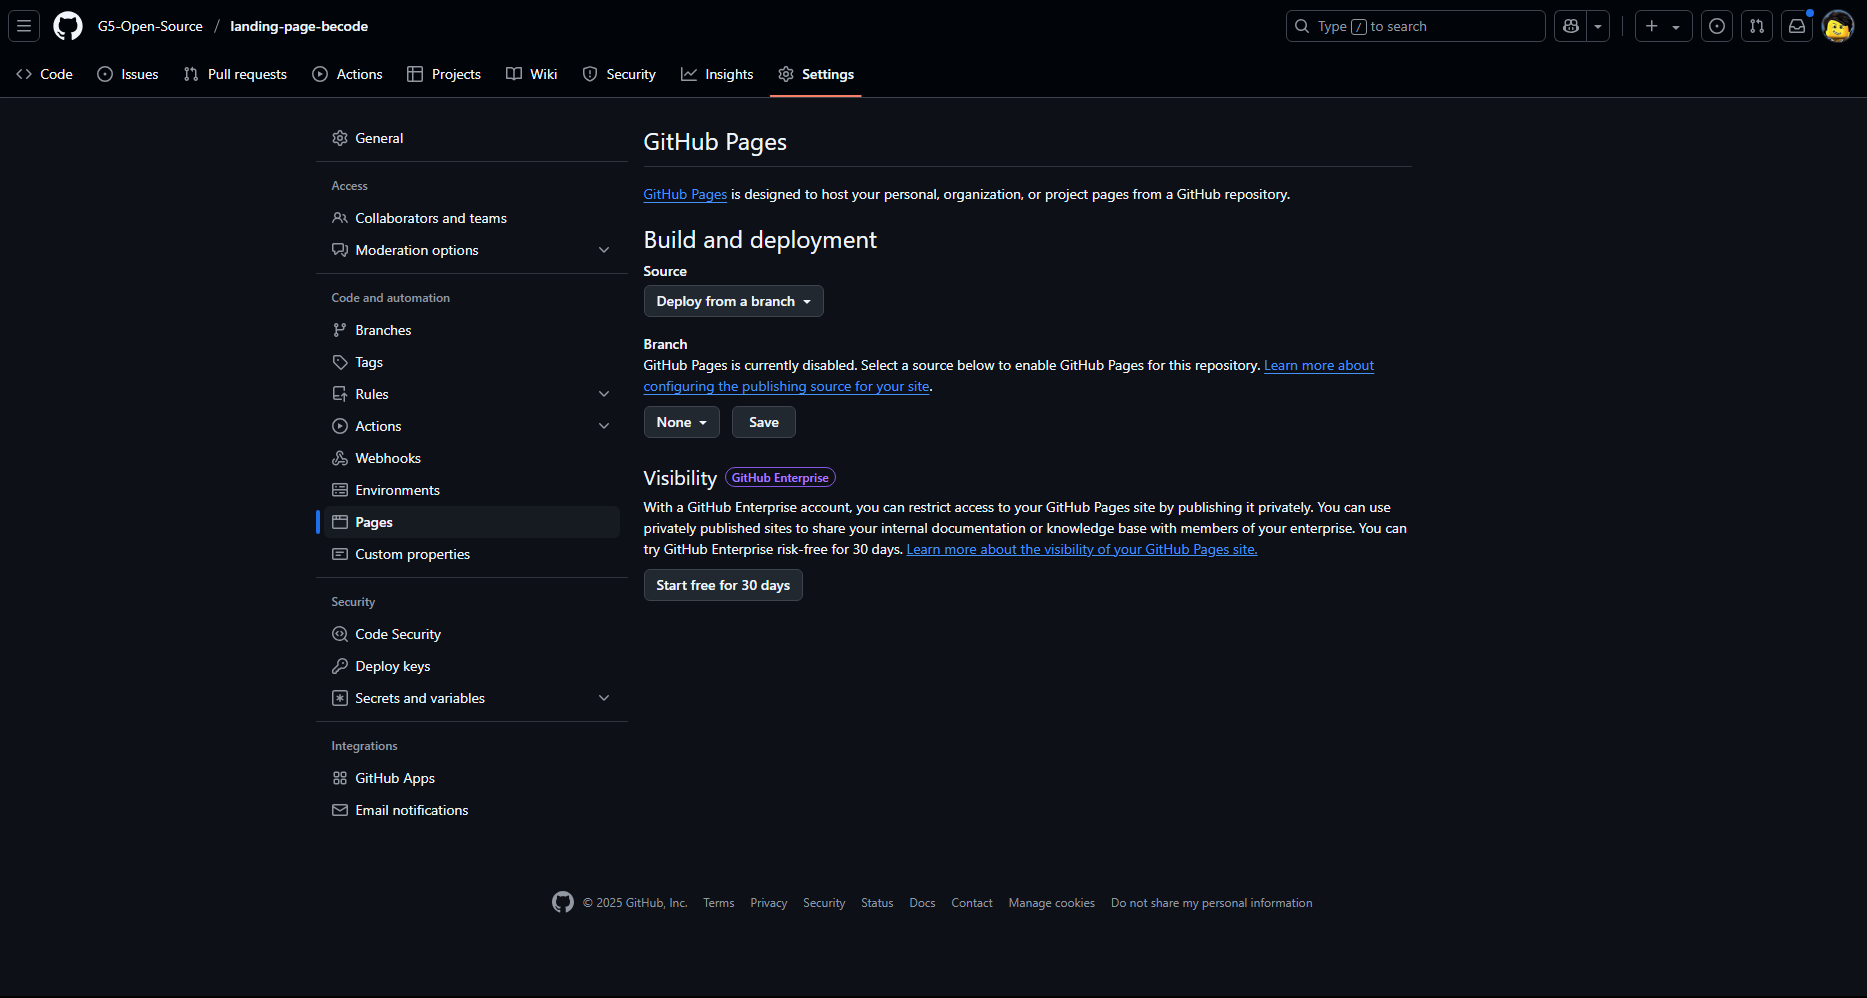 G5-Open-Source / landing-page-becode
Type / to search
Code
Issues
Pull requests
Actions
Projects
Wiki
Security
Insights
Settings
General
Access
Collaborators and teams
Moderation options
Code and automation
Branches
Tags
Rules
Actions
Webhooks
Environments
Pages
Custom properties
Security
Code Security
Deploy keys
Secrets and variables
Integrations
GitHub Apps
Email notifications
GitHub Pages
GitHub Pages is designed to host your personal, organization, or project pages from a GitHub repository.
Build and deployment
Source
Deploy from a branch
Branch
GitHub Pages is currently disabled. Select a source below to enable GitHub Pages for this repository. Learn more about
configuring the publishing source for your site.
None
Save
Visibility GitHub Enterprise
With a GitHub Enterprise account, you can restrict access to your GitHub Pages site by publishing it privately. You can use
privately published sites to share your internal documentation or knowledge base with members of your enterprise. You can
try GitHub Enterprise risk-free for 30 days. Learn more about the visibility of your GitHub Pages site.
Start free for 30 days
© 2025 GitHub, Inc. Terms Privacy Security Status Docs Contact Manage cookies Do not share my personal information